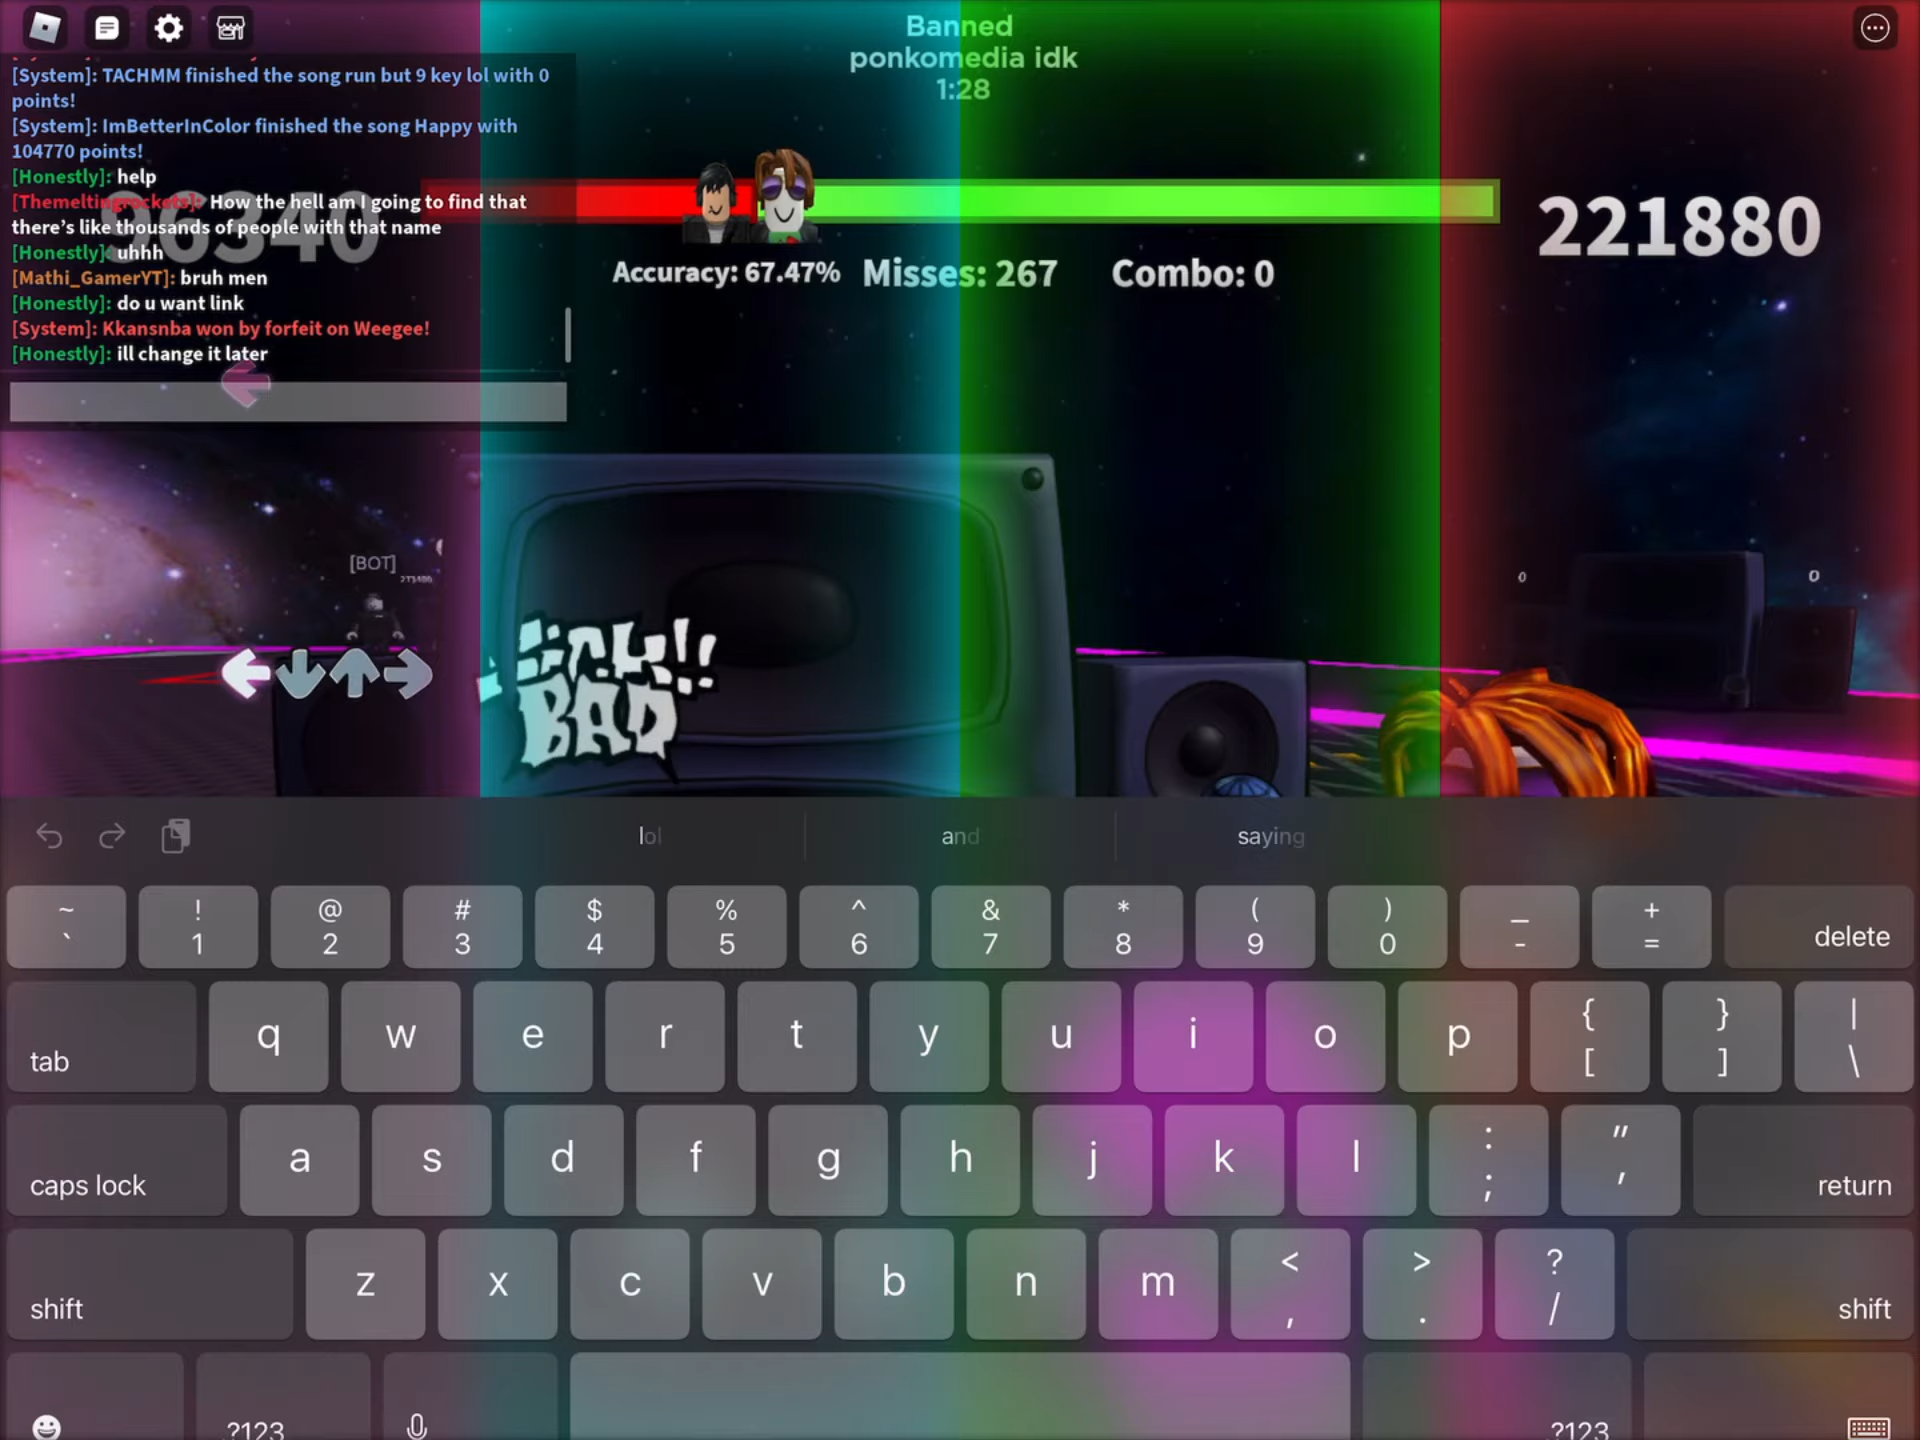 Banned
ponkomedia idk
1:28
[System]: TACHMM finished the song run but 9 key lol with 0
points!
[System]: ImBetterInColor finished the song Happy with
104770 points!
[Honestly]: help
[Themeltingrockets]: How the hell am I going to find that
there's like thousands of people with that name
[Honestly]: uhhh
[Mathi_GamerYT]: bruh men
[Honestly]: do u want link
[System]: Kkansnba won by forfeit on Weegee!
[Honestly]: ill change it later
96340
221880
Accuracy: 67.47% Misses: 267 Combo: 0
[BOT]
0 0
BAD
lol and saying
~ ! @ # $ % ^ & * ( ) _ +
` 1 2 3 4 5 6 7 8 9 0 - = delete
tab q w e r t y u i o p { } |
[ ] \
caps lock a s d f g h j k l : "
; ' return
shift z x c v b n m < > ?
, . / shift
.?123 .?123